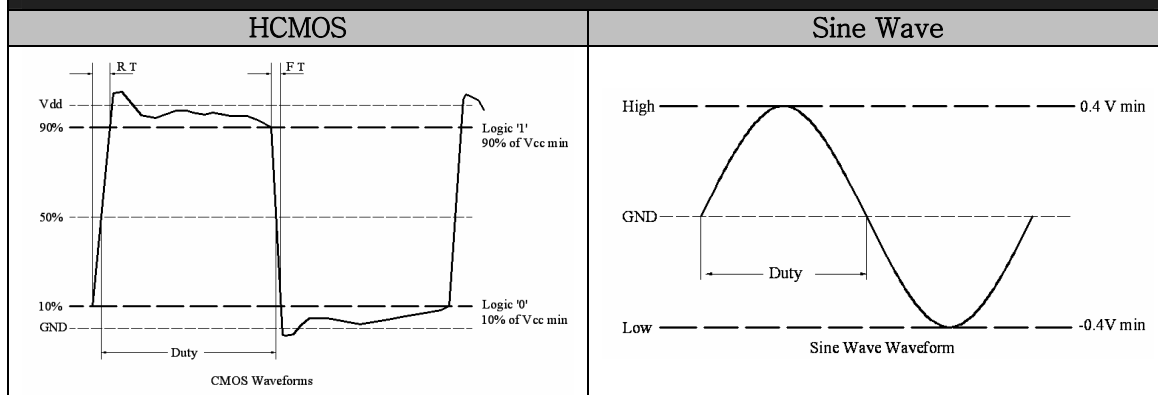 HCMOS
R T
F T
Vdd
90%
Logic '1'
90% of Vcc min
50%
10%
Logic '0'
10% of Vcc min
GND
Duty
CMOS Waveforms
Sine Wave
High
0.4 V min
GND
Duty
Low
-0.4V min
Sine Wave Waveform